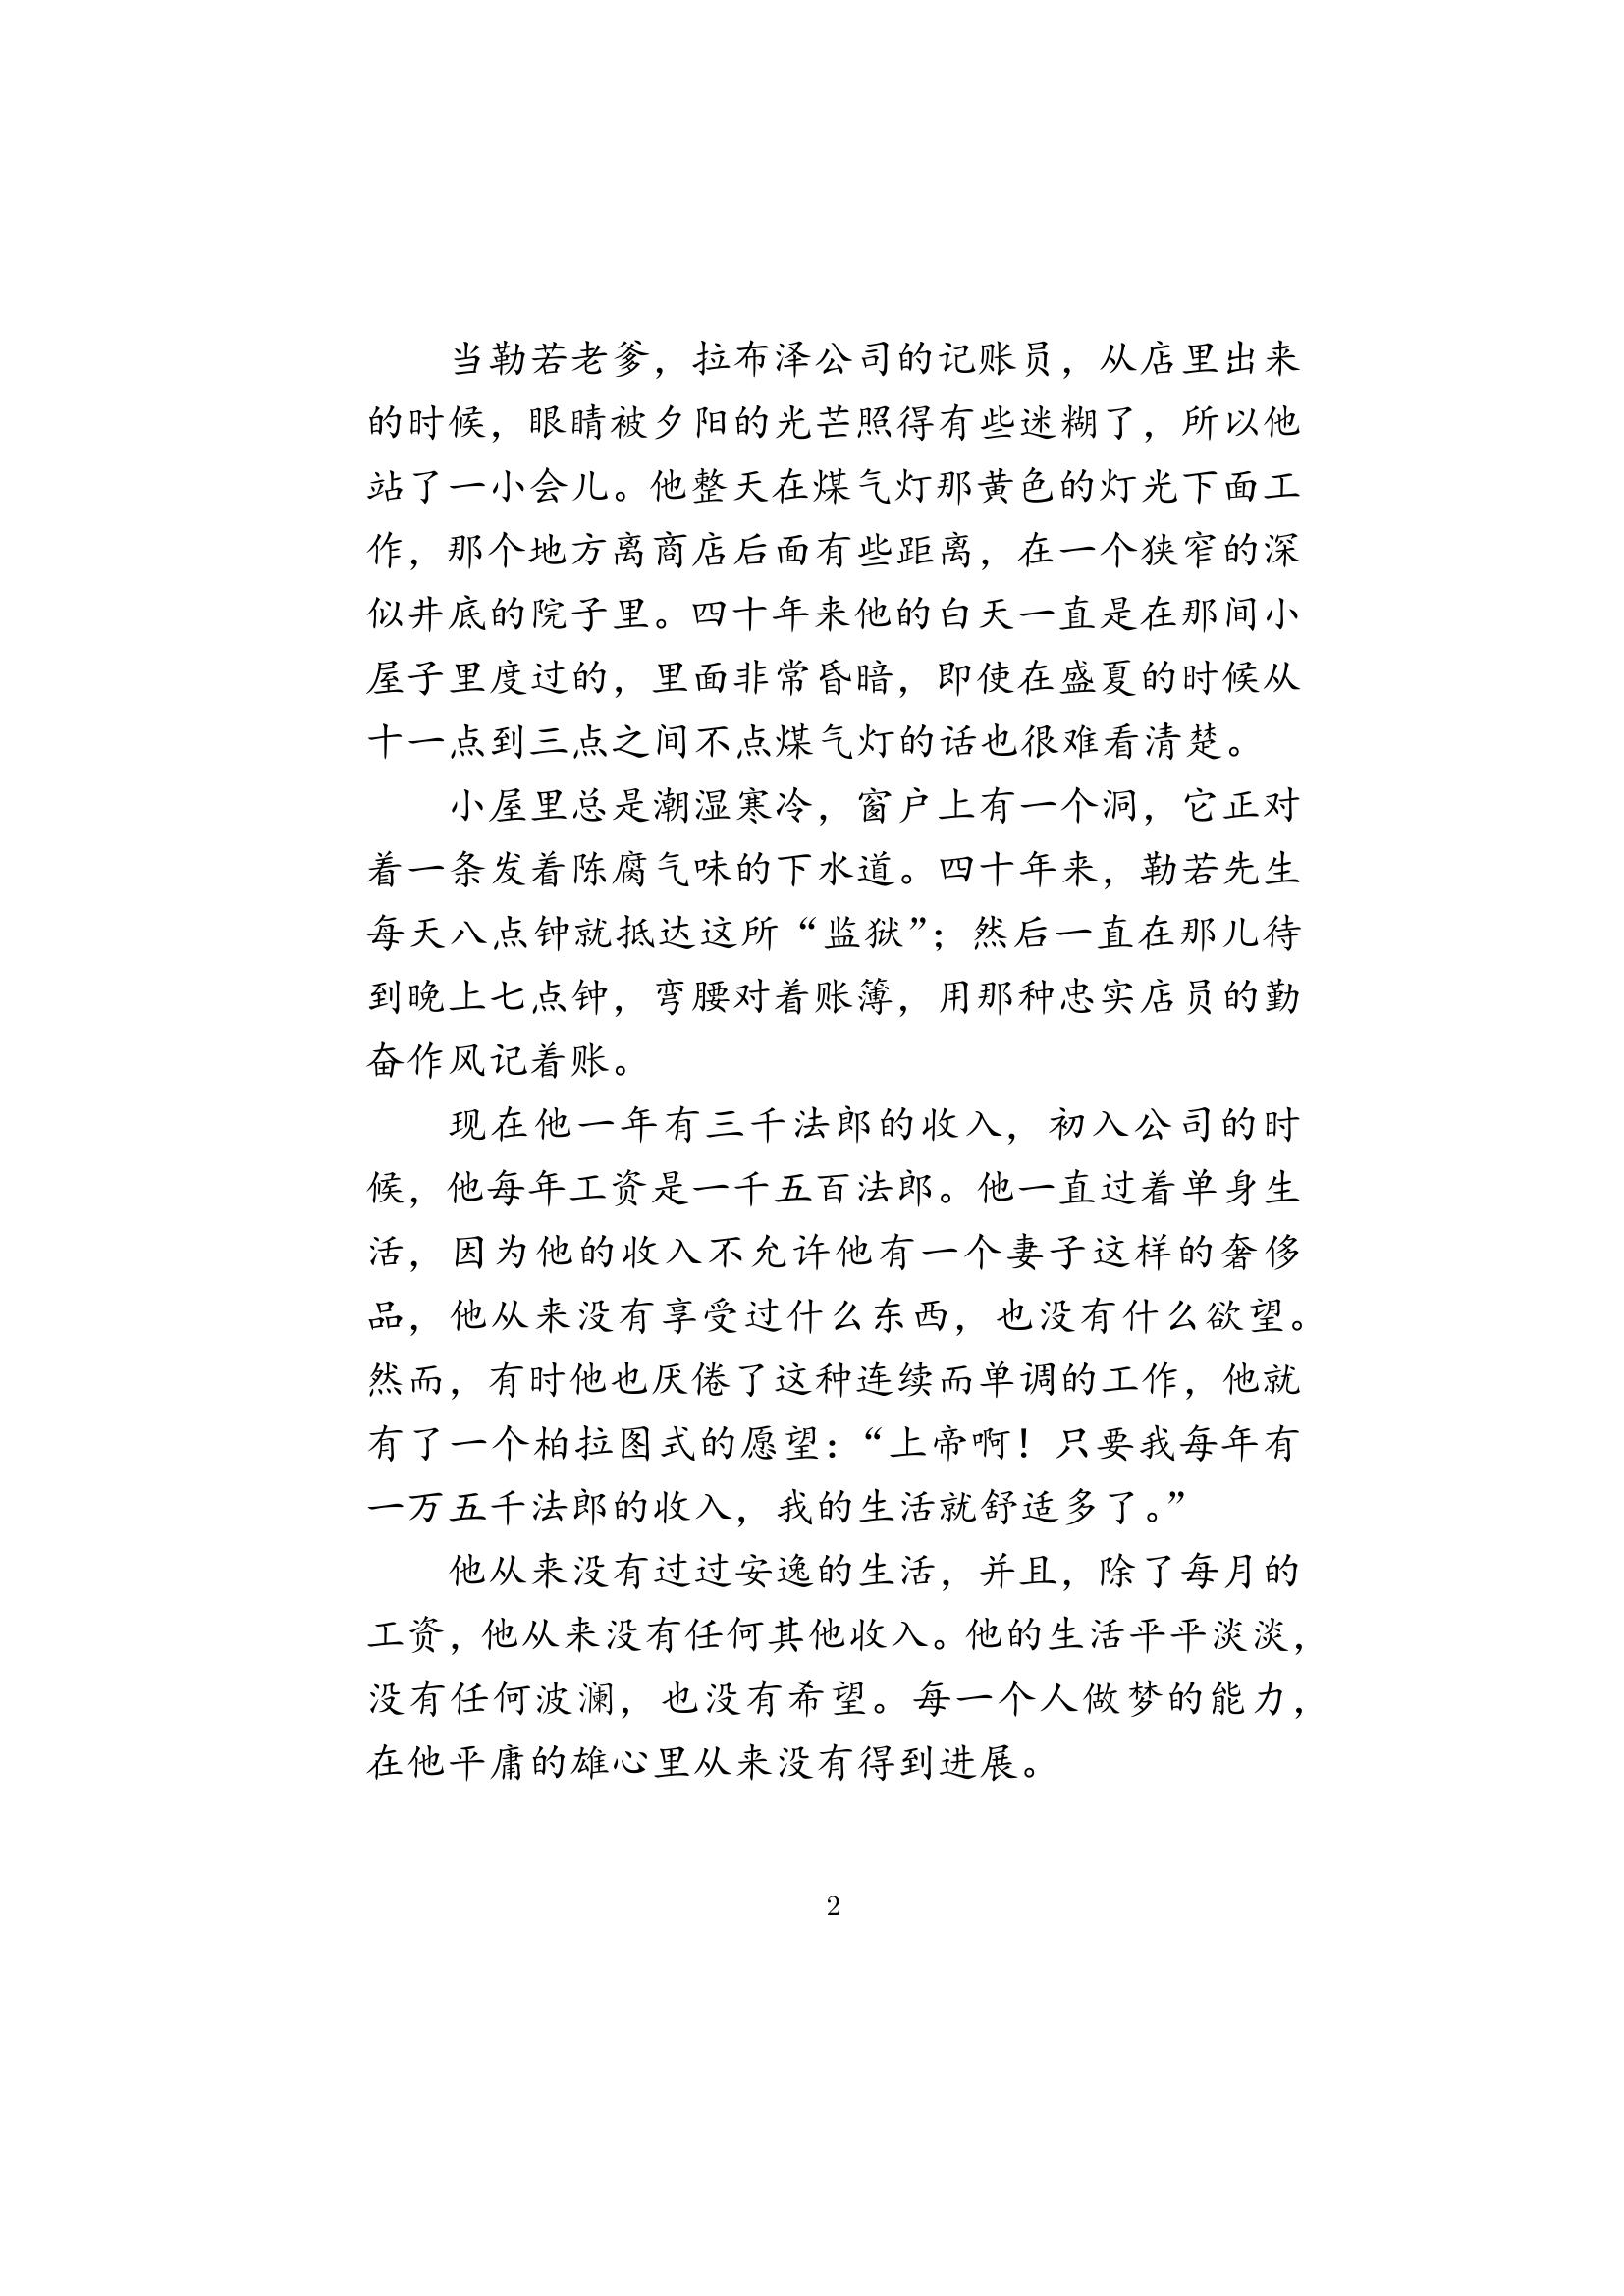 当勒若老爹，拉布泽公司的记账员，从店里出来
的时候，眼睛被夕阳的光芒照得有些迷糊了，所以他
站了一小会儿。他整天在煤气灯那黄色的灯光下面工
作，那个地方离商店后面有些距离，在一个狭窄的深
似井底的院子里。四十年来他的白天一直是在那间小
屋子里度过的，里面非常昏暗，即使在盛夏的时候从
十一点到三点之间不点煤气灯的话也很难看清楚。
小屋里总是潮湿寒冷，窗户上有一个洞，它正对
着一条发着陈腐气味的下水道。四十年来，勒若先生
每天八点钟就抵达这所“监狱”；然后一直在那儿待
到晚上七点钟，弯腰对着账簿，用那种忠实店员的勤
奋作风记着账。
现在他一年有三千法郎的收入，初入公司的时
候，他每年工资是一千五百法郎。他一直过着单身生
活，因为他的收入不允许他有一个妻子这样的奢侈
品，他从来没有享受过什么东西，也没有什么欲望。
然而，有时他也厌倦了这种连续而单调的工作，他就
有了一个柏拉图式的愿望：“上帝啊！只要我每年有
一万五千法郎的收入，我的生活就舒适多了。”
他从来没有过过安逸的生活，并且，除了每月的
工资，他从来没有任何其他收入。他的生活平平淡淡，
没有任何波澜，也没有希望。每一个人做梦的能力，
在他平庸的雄心里从来没有得到进展。
2